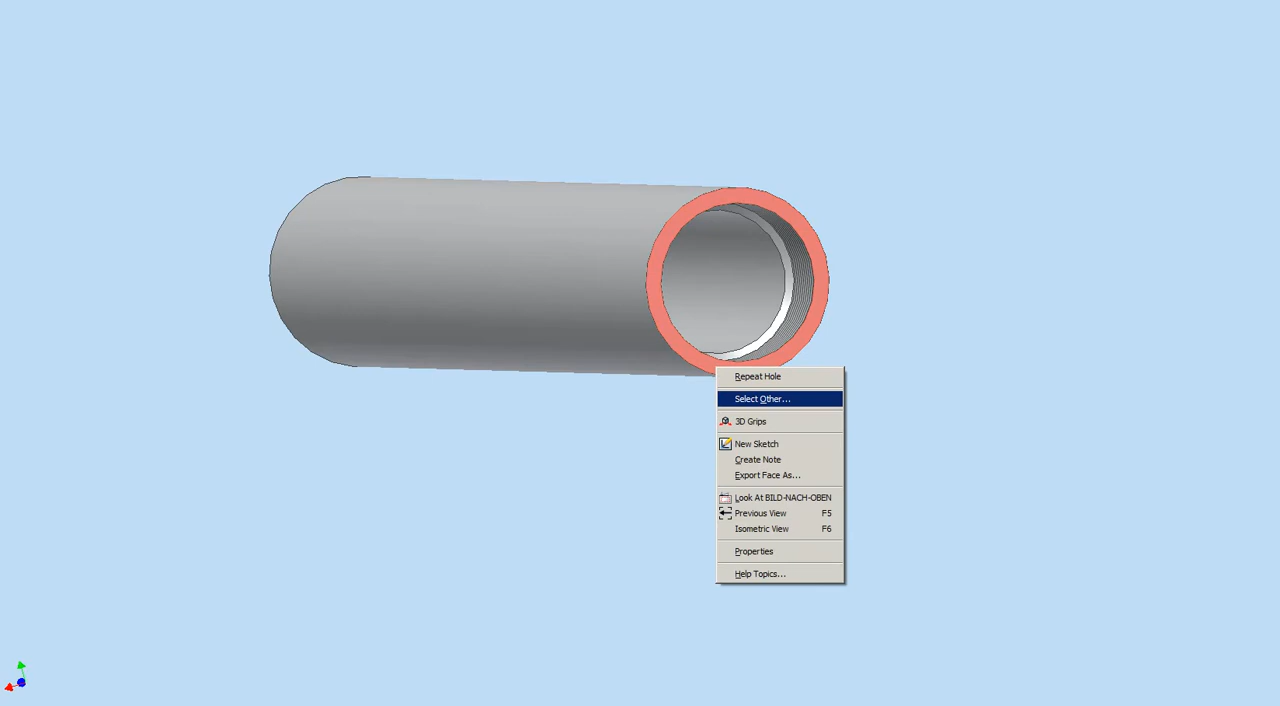 Repeat Hole
Select Other...
3D Grips
New Sketch
Create Note
Export Face As...
Look At BILD-NACH-OBEN
Previous View F5
Isometric View F6
Properties
Help Topics...